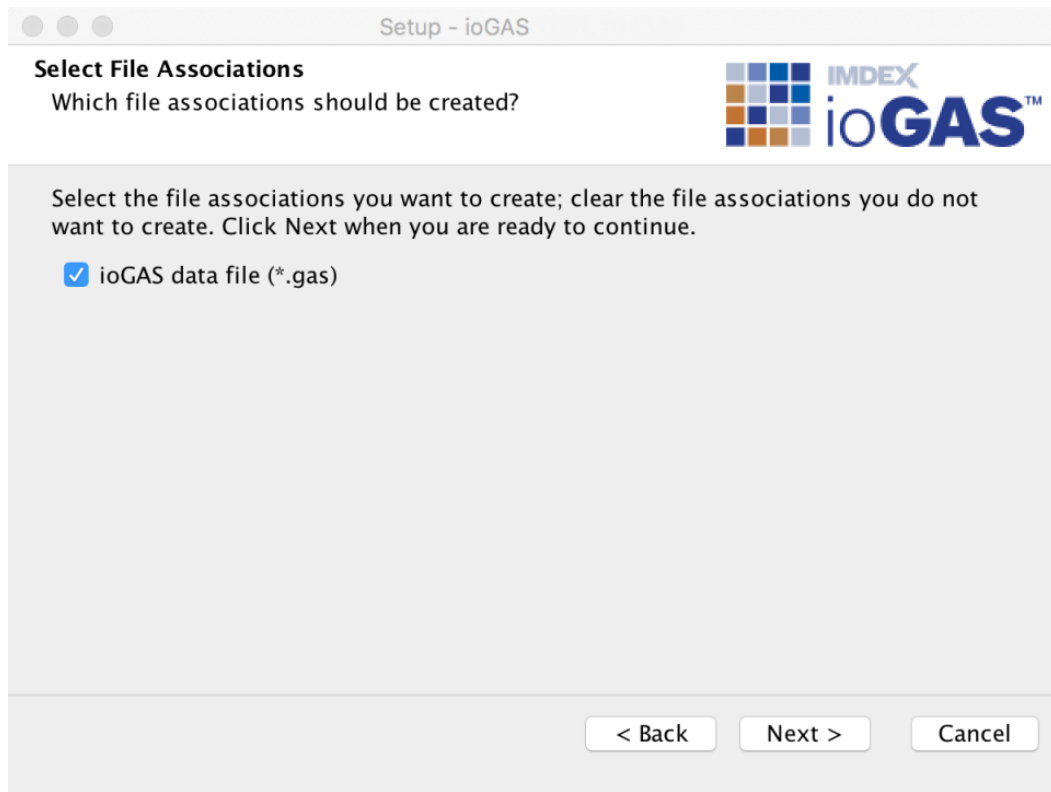 Setup - ioGAS
Select File Associations
Which file associations should be created?
IMDEX
ioGAS™
Select the file associations you want to create; clear the file associations you do not
want to create. Click Next when you are ready to continue.
ioGAS data file (*.gas)
< Back
Next >
Cancel